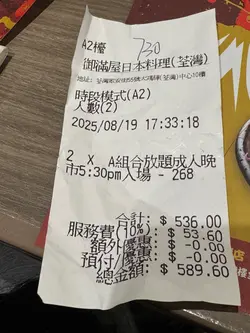 A2檯
730
御滿屋日本料理(荃灣)
時段模式(A2)
人數(2)
2025/08/19 17:33:18
2 X A組合放題成人晚
市5:30pm入場 - 268
合計: $ 536.00
服務費(10%): $ 53.60
額外優惠: $ -0.00
預付/優惠: $ -0.00
總金額: $ 589.60
店